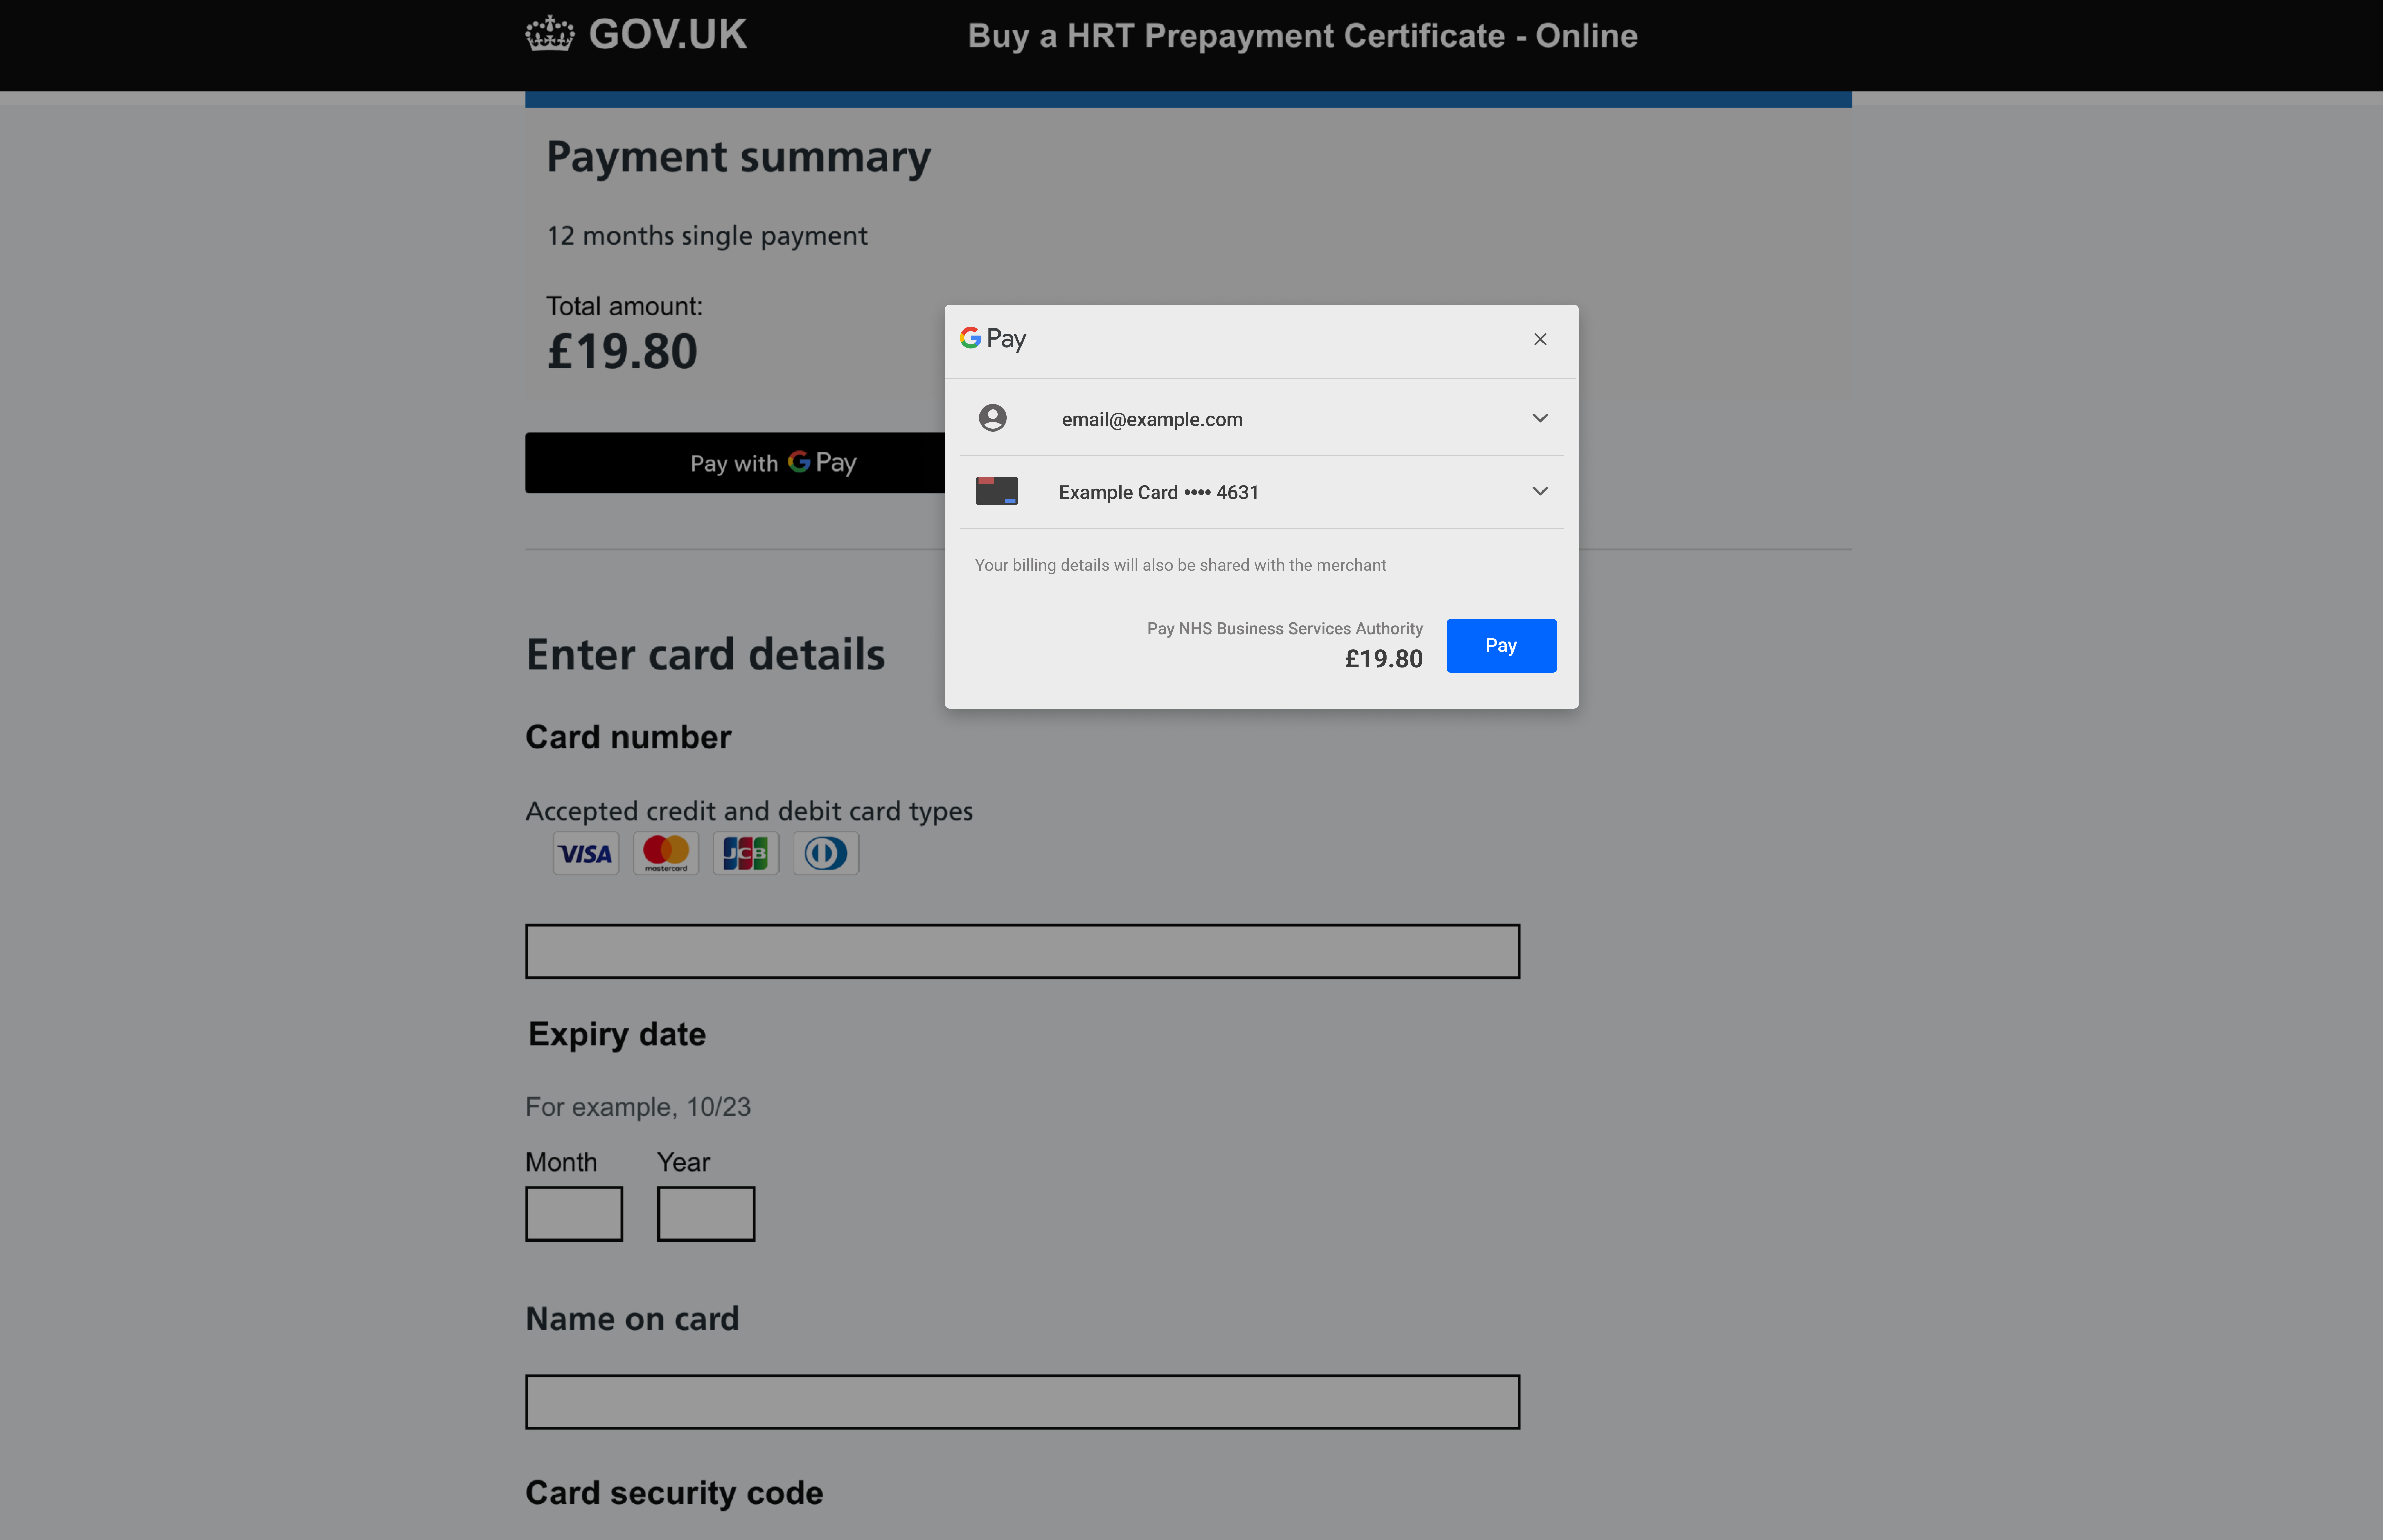 GOV.UK
Buy a HRT Prepayment Certificate - Online
Payment summary
12 months single payment
Total amount:
£19.80
Pay with G Pay
G Pay
email@example.com
Example Card •••• 4631
Your billing details will also be shared with the merchant
Pay NHS Business Services Authority
£19.80
Pay
Enter card details
Card number
Accepted credit and debit card types
VISA
mastercard
JCB
Expiry date
For example, 10/23
Month Year
Name on card
Card security code